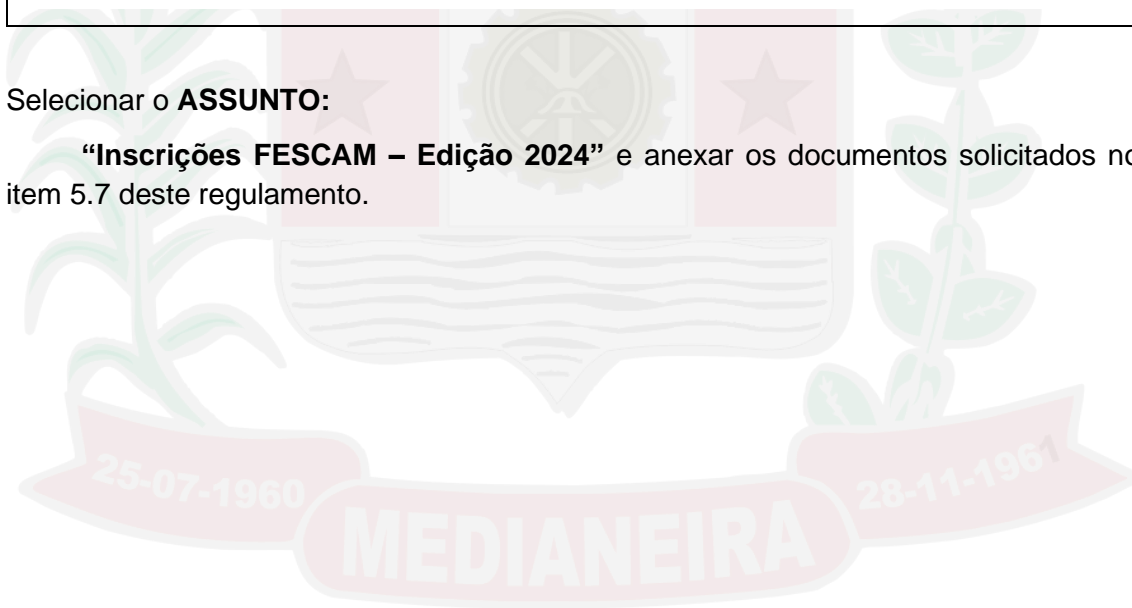 Selecionar o ASSUNTO:
“Inscrições FESCAM – Edição 2024” e anexar os documentos solicitados no
item 5.7 deste regulamento.
25-07-1960
28-11-1961
MEDIANEIRA